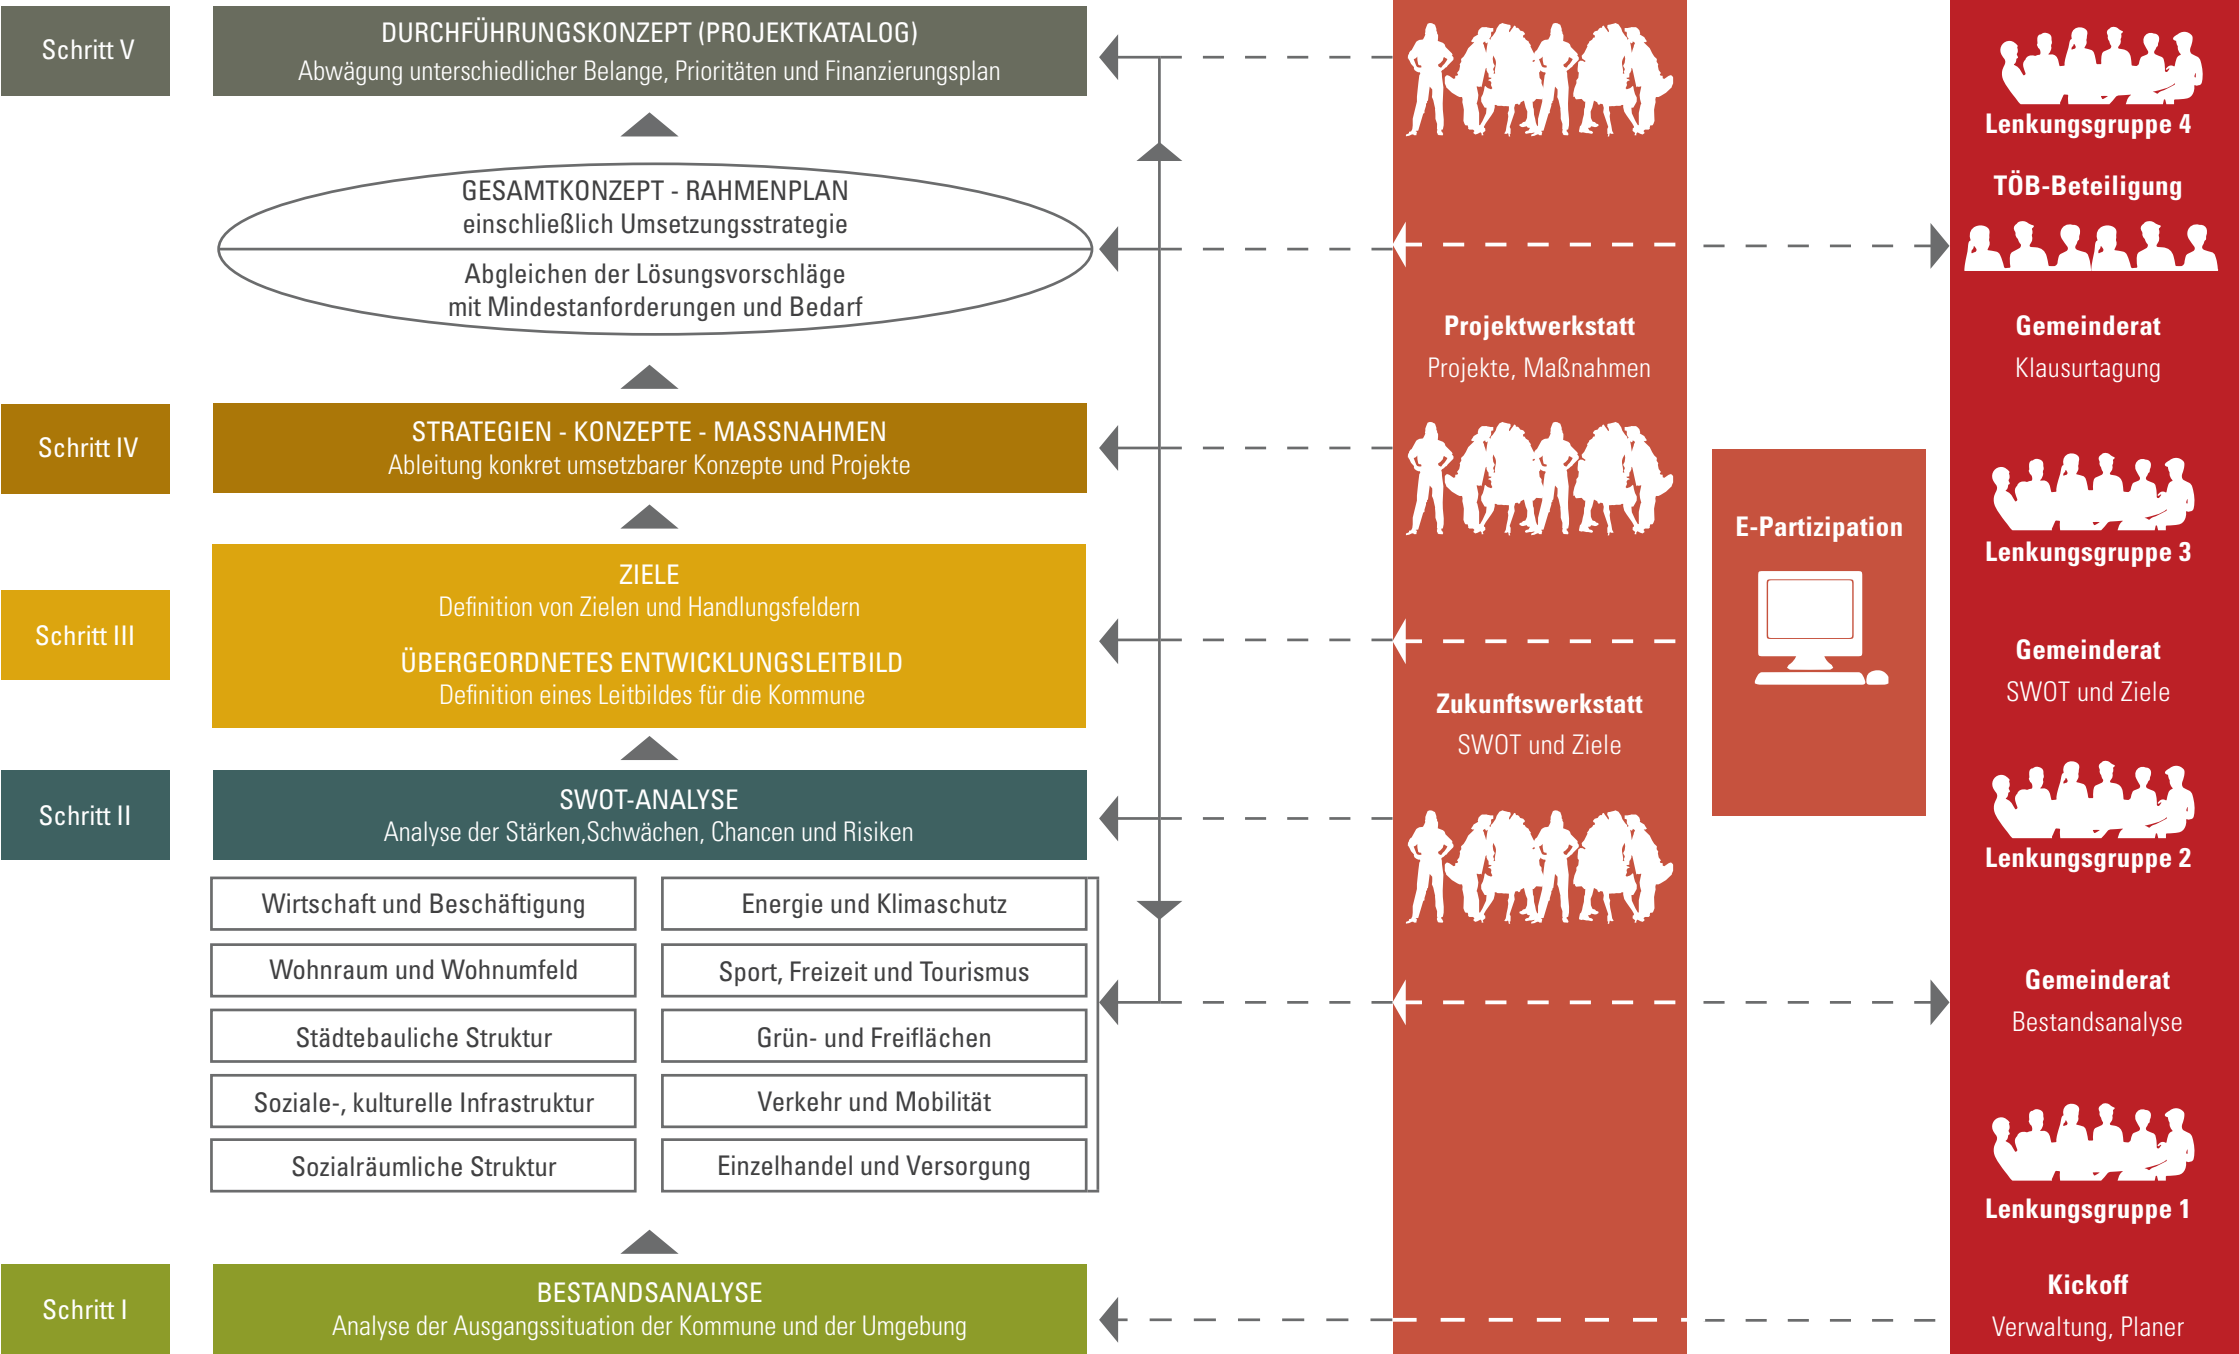 Schritt V
DURCHFÜHRUNGSKONZEPT (PROJEKTKATALOG)
Abwägung unterschiedlicher Belange, Prioritäten und Finanzierungsplan
GESAMTKONZEPT - RAHMENPLAN
einschließlich Umsetzungsstrategie
Abgleichen der Lösungsvorschläge
mit Mindestanforderungen und Bedarf
Schritt IV
STRATEGIEN - KONZEPTE - MASSNAHMEN
Ableitung konkret umsetzbarer Konzepte und Projekte
Schritt III
ZIELE
Definition von Zielen und Handlungsfeldern
ÜBERGEORDNETES ENTWICKLUNGSLEITBILD
Definition eines Leitbildes für die Kommune
Schritt II
SWOT-ANALYSE
Analyse der Stärken,Schwächen, Chancen und Risiken
Wirtschaft und Beschäftigung
Energie und Klimaschutz
Wohnraum und Wohnumfeld
Sport, Freizeit und Tourismus
Städtebauliche Struktur
Grün- und Freiflächen
Soziale-, kulturelle Infrastruktur
Verkehr und Mobilität
Sozialräumliche Struktur
Einzelhandel und Versorgung
Schritt I
BESTANDSANALYSE
Analyse der Ausgangssituation der Kommune und der Umgebung
Projektwerkstatt
Projekte, Maßnahmen
Zukunftswerkstatt
SWOT und Ziele
E-Partizipation
Lenkungsgruppe 4
TÖB-Beteiligung
Gemeinderat
Klausurtagung
Lenkungsgruppe 3
Gemeinderat
SWOT und Ziele
Lenkungsgruppe 2
Gemeinderat
Bestandsanalyse
Lenkungsgruppe 1
Kickoff
Verwaltung, Planer